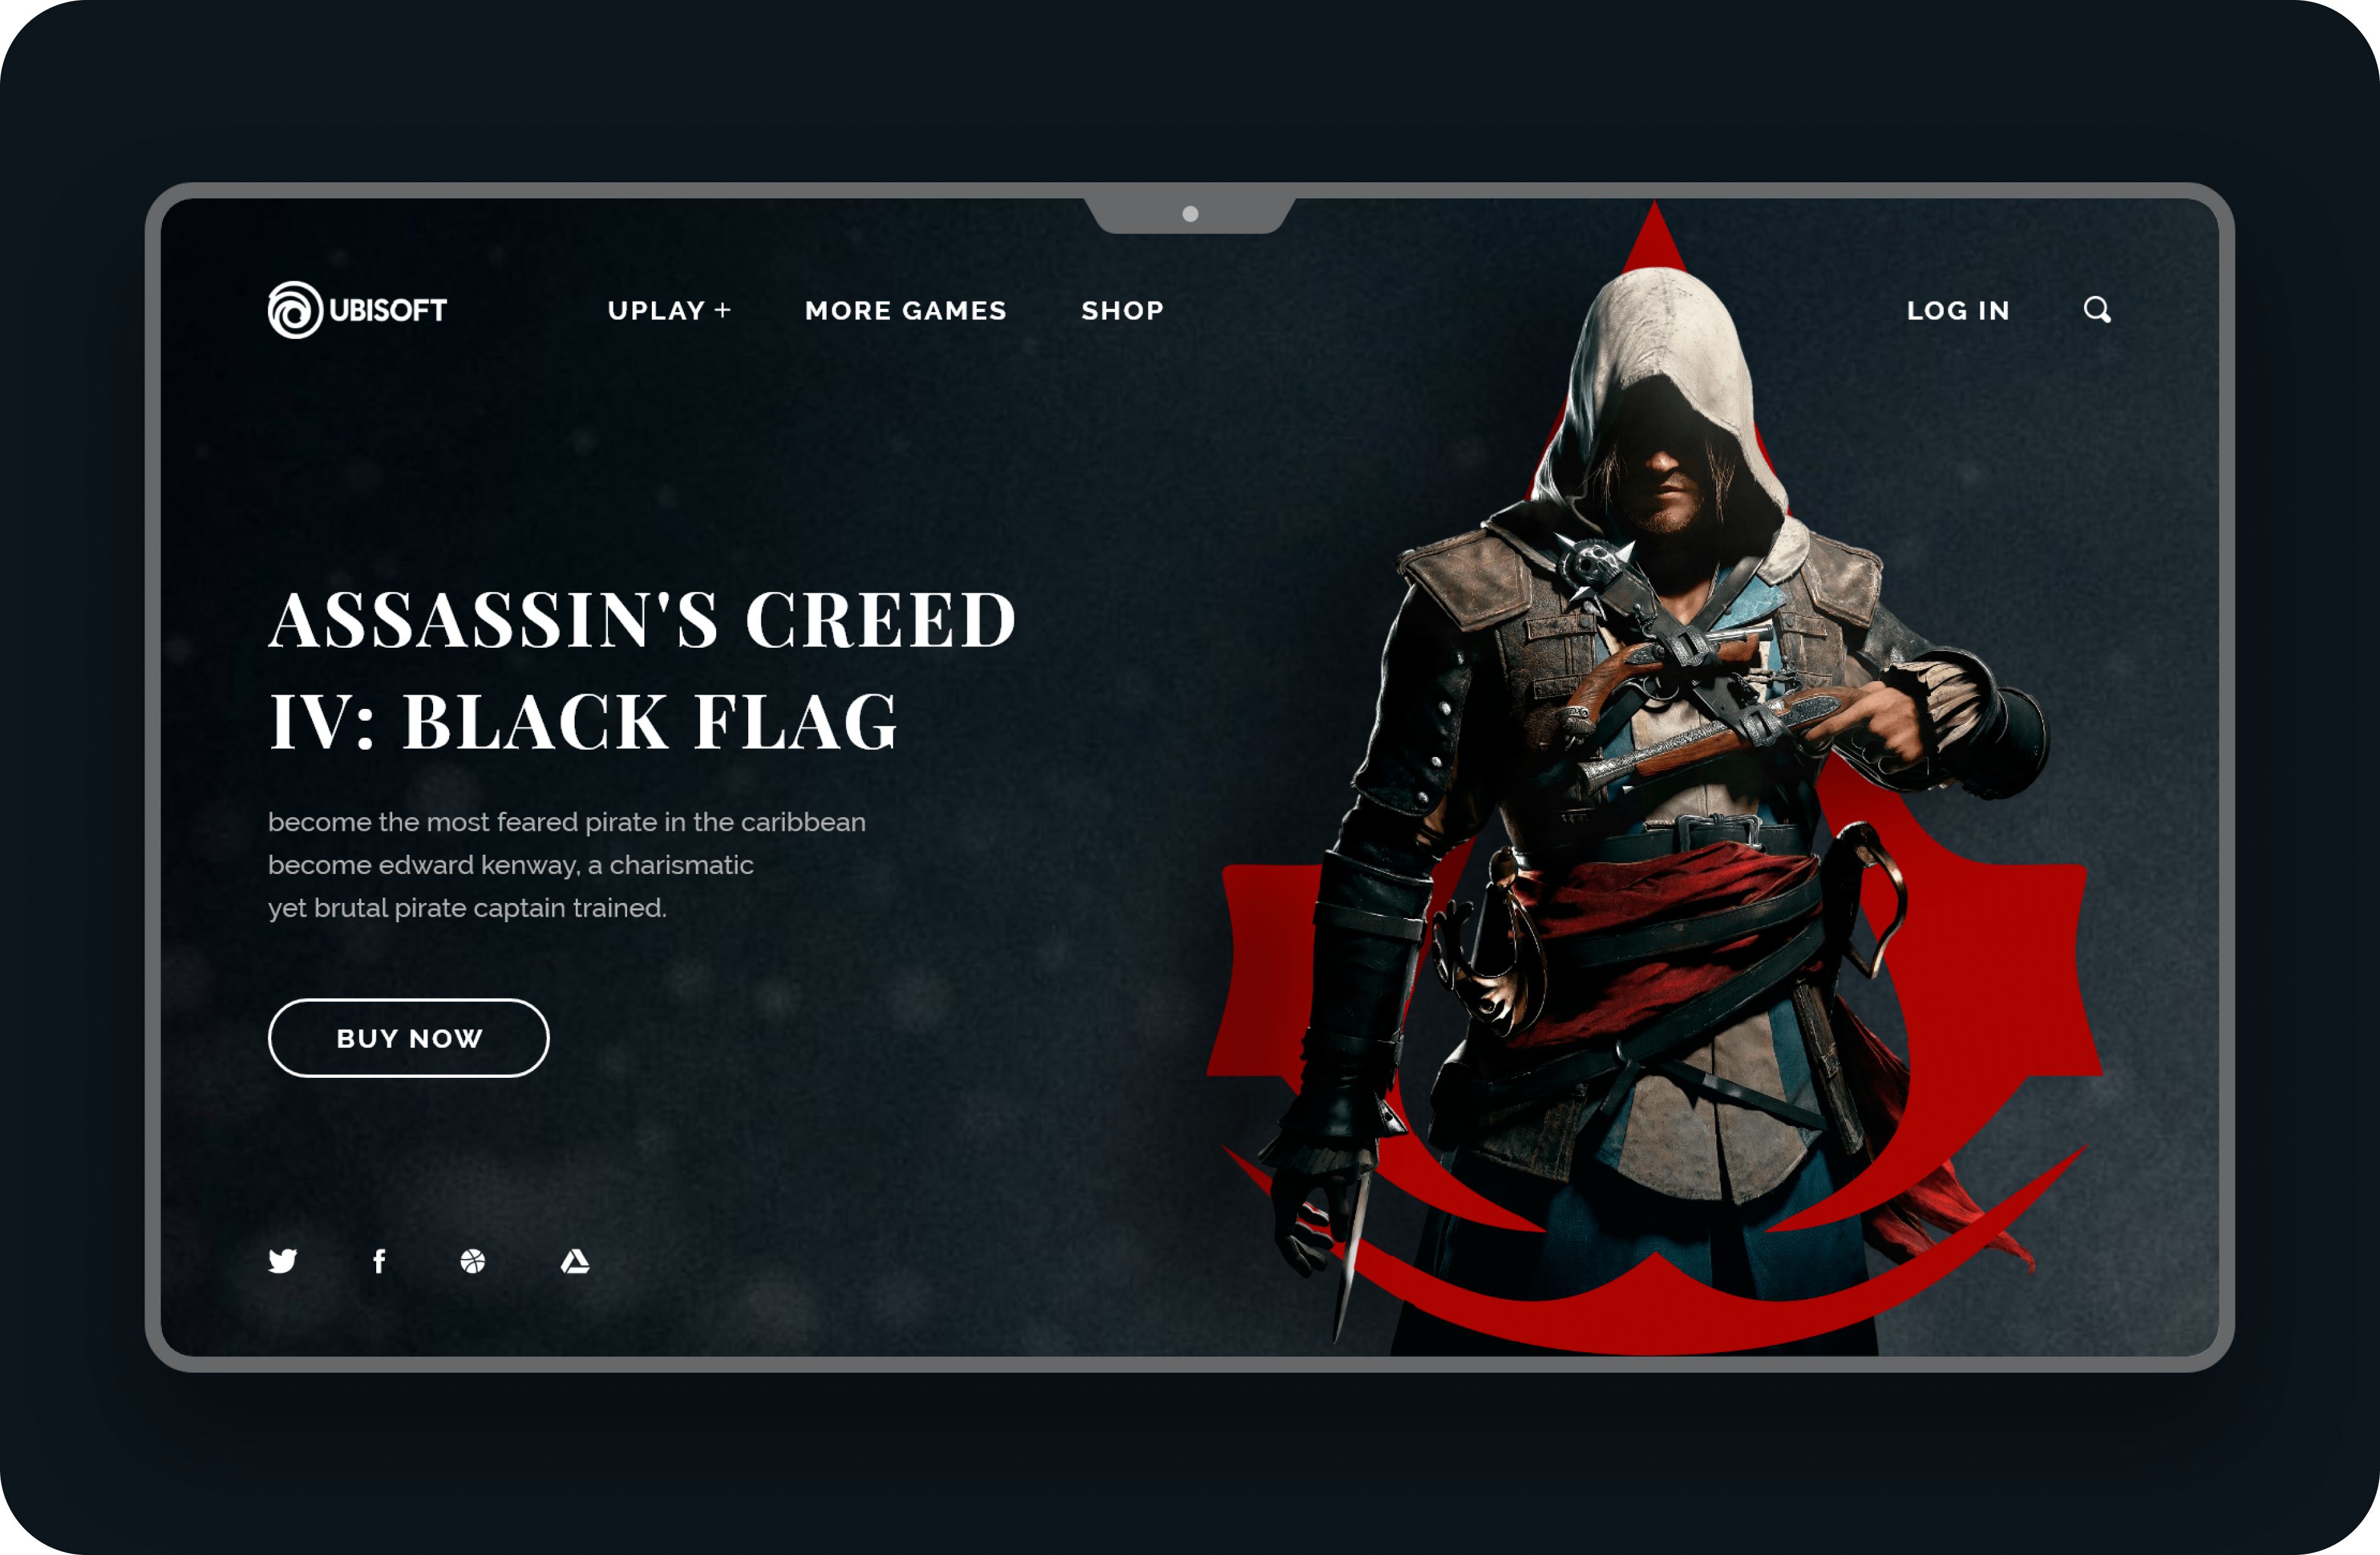 UBISOFT
UPLAY +
MORE GAMES
SHOP
LOG IN
ASSASSIN'S CREED
IV: BLACK FLAG
become the most feared pirate in the caribbean
become edward kenway, a charismatic
yet brutal pirate captain trained.
BUY NOW